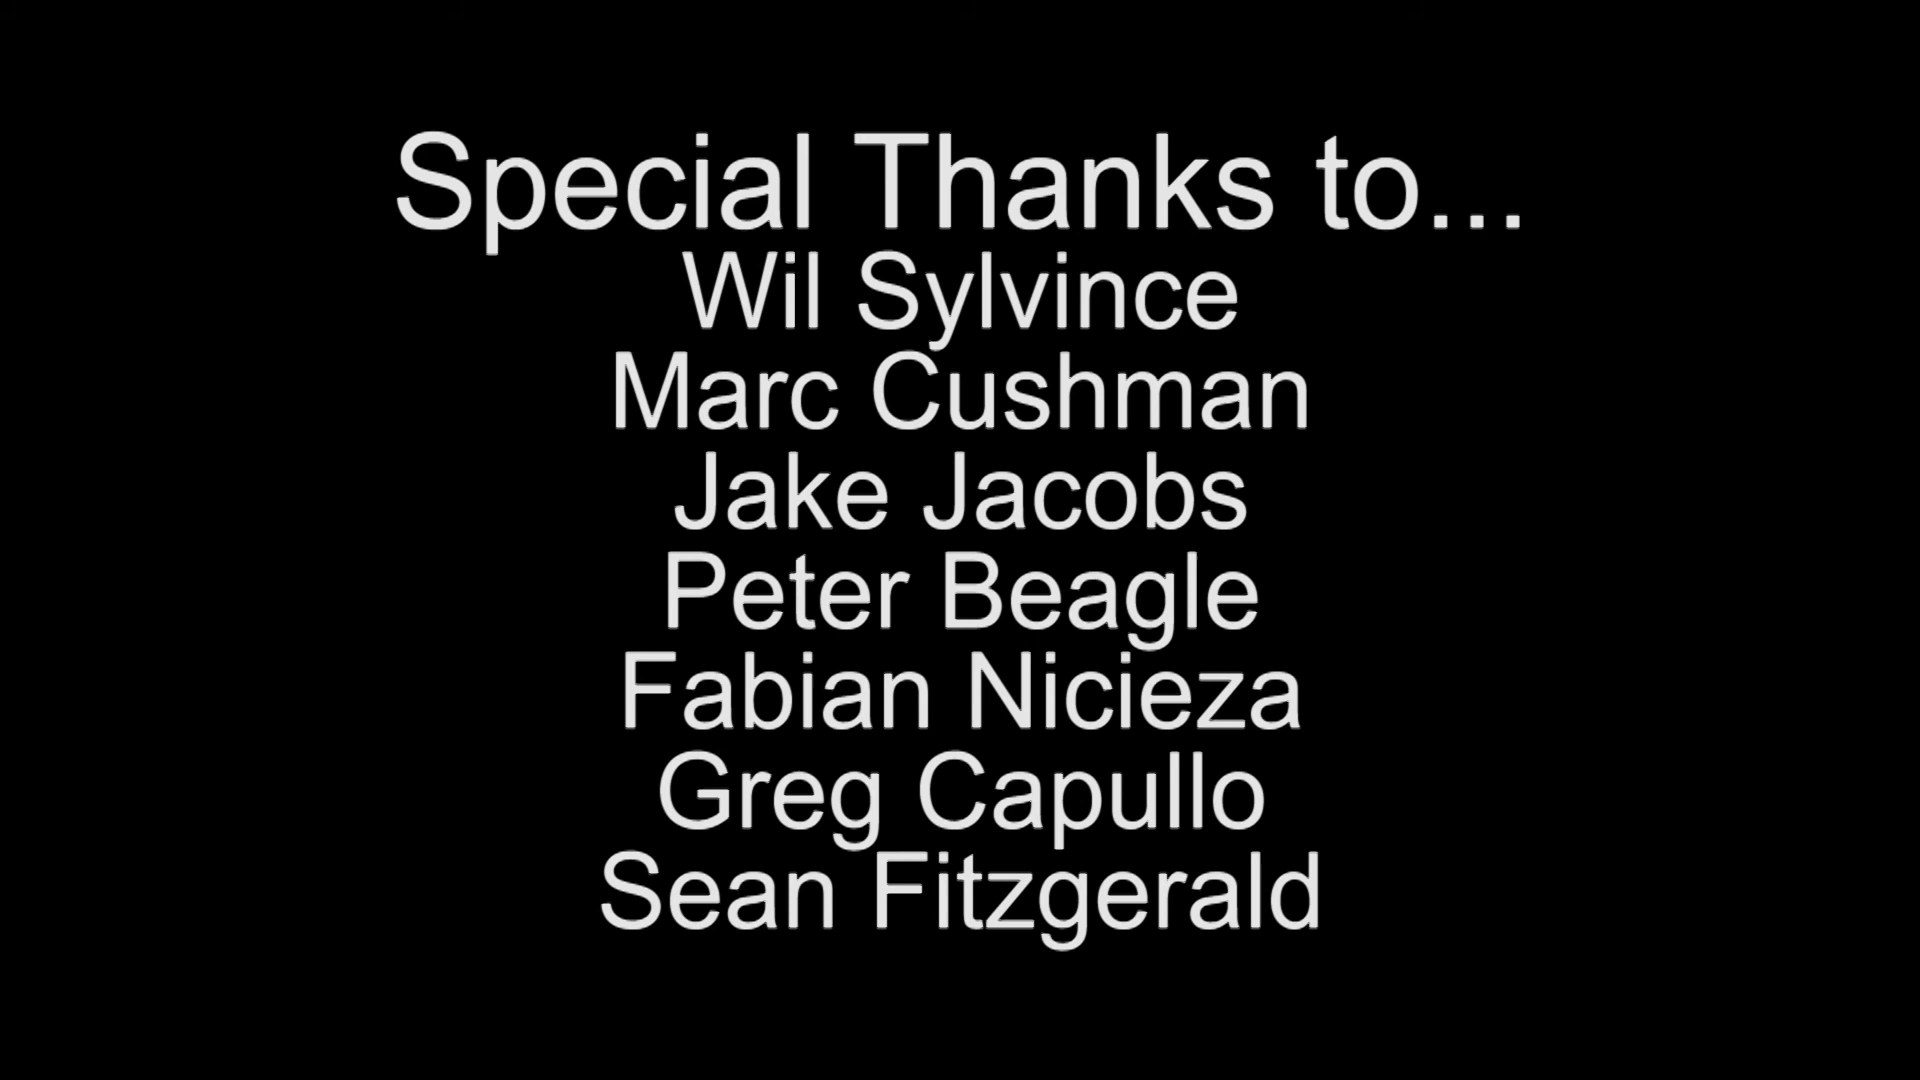 Special Thanks to...
Wil Sylvince
Marc Cushman
Jake Jacobs
Peter Beagle
Fabian Nicieza
Greg Capullo
Sean Fitzgerald